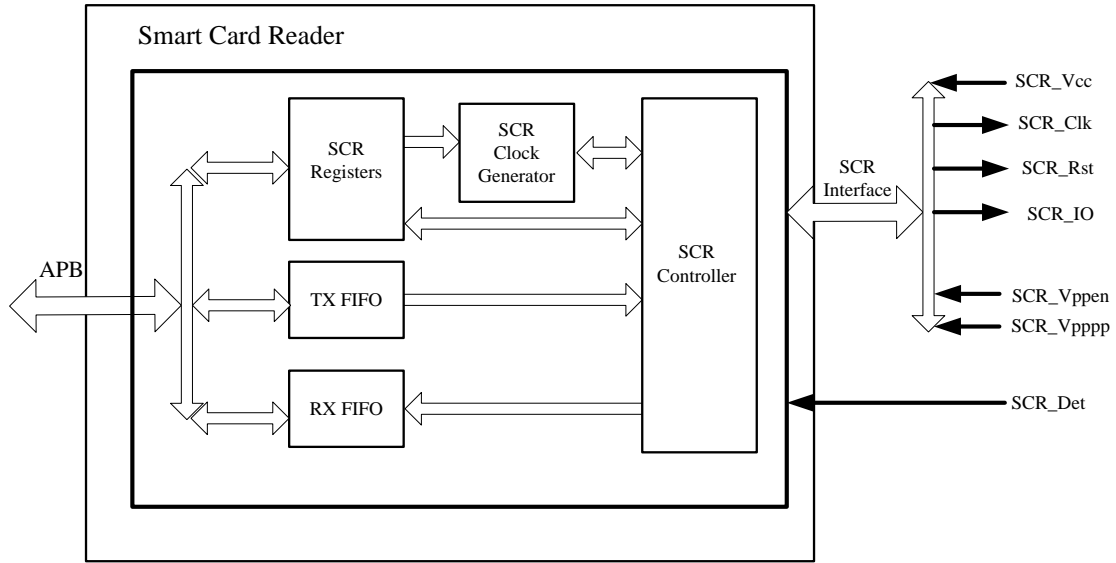 Smart Card Reader
SCR
Registers
SCR
Clock
Generator
SCR
Controller
TX FIFO
RX FIFO
APB
SCR
Interface
SCR_Vcc
SCR_Clk
SCR_Rst
SCR_IO
SCR_Vppen
SCR_Vpppp
SCR_Det